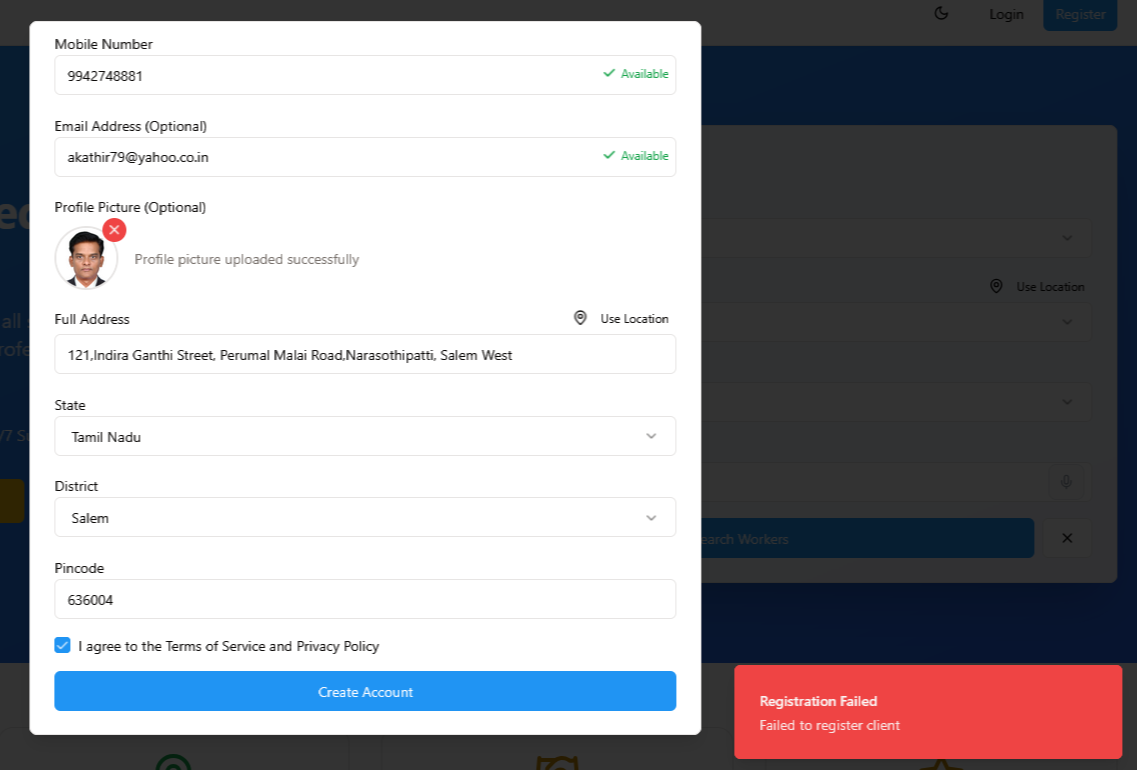 Login
Register
Mobile Number
9942748881
Available
Email Address (Optional)
akathir79@yahoo.co.in
Available
Profile Picture (Optional)
Profile picture uploaded successfully
Full Address
Use Location
Use Location
121,Indira Ganthi Street, Perumal Malai Road,Narasothipatti, Salem West
State
Tamil Nadu
District
Salem
earch Workers
Pincode
636004
I agree to the Terms of Service and Privacy Policy
Create Account
Registration Failed
Failed to register client